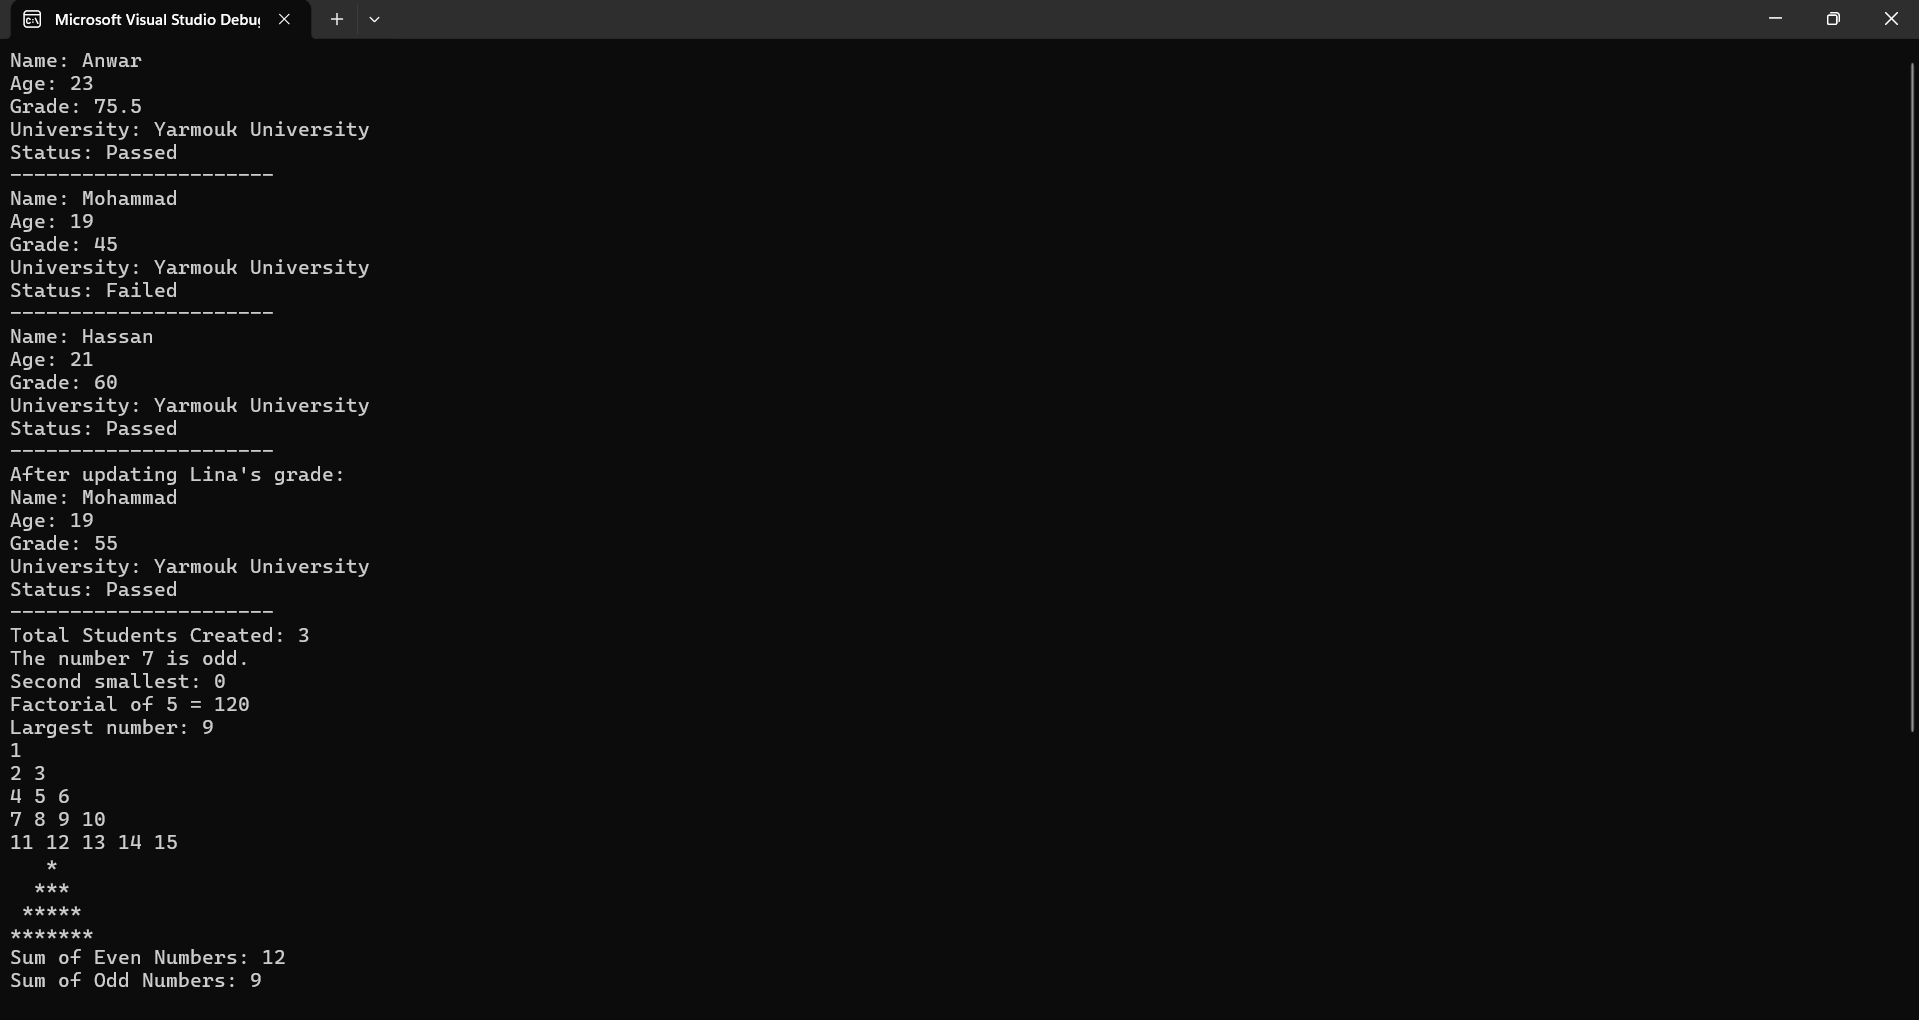 Microsoft Visual Studio Debu
Name: Anwar
Age: 23
Grade: 75.5
University: Yarmouk University
Status: Passed
----------------------
Name: Mohammad
Age: 19
Grade: 45
University: Yarmouk University
Status: Failed
----------------------
Name: Hassan
Age: 21
Grade: 60
University: Yarmouk University
Status: Passed
----------------------
After updating Lina's grade:
Name: Mohammad
Age: 19
Grade: 55
University: Yarmouk University
Status: Passed
----------------------
Total Students Created: 3
The number 7 is odd.
Second smallest: 0
Factorial of 5 = 120
Largest number: 9
1
2 3
4 5 6
7 8 9 10
11 12 13 14 15
   *
  ***
 *****
*******
Sum of Even Numbers: 12
Sum of Odd Numbers: 9